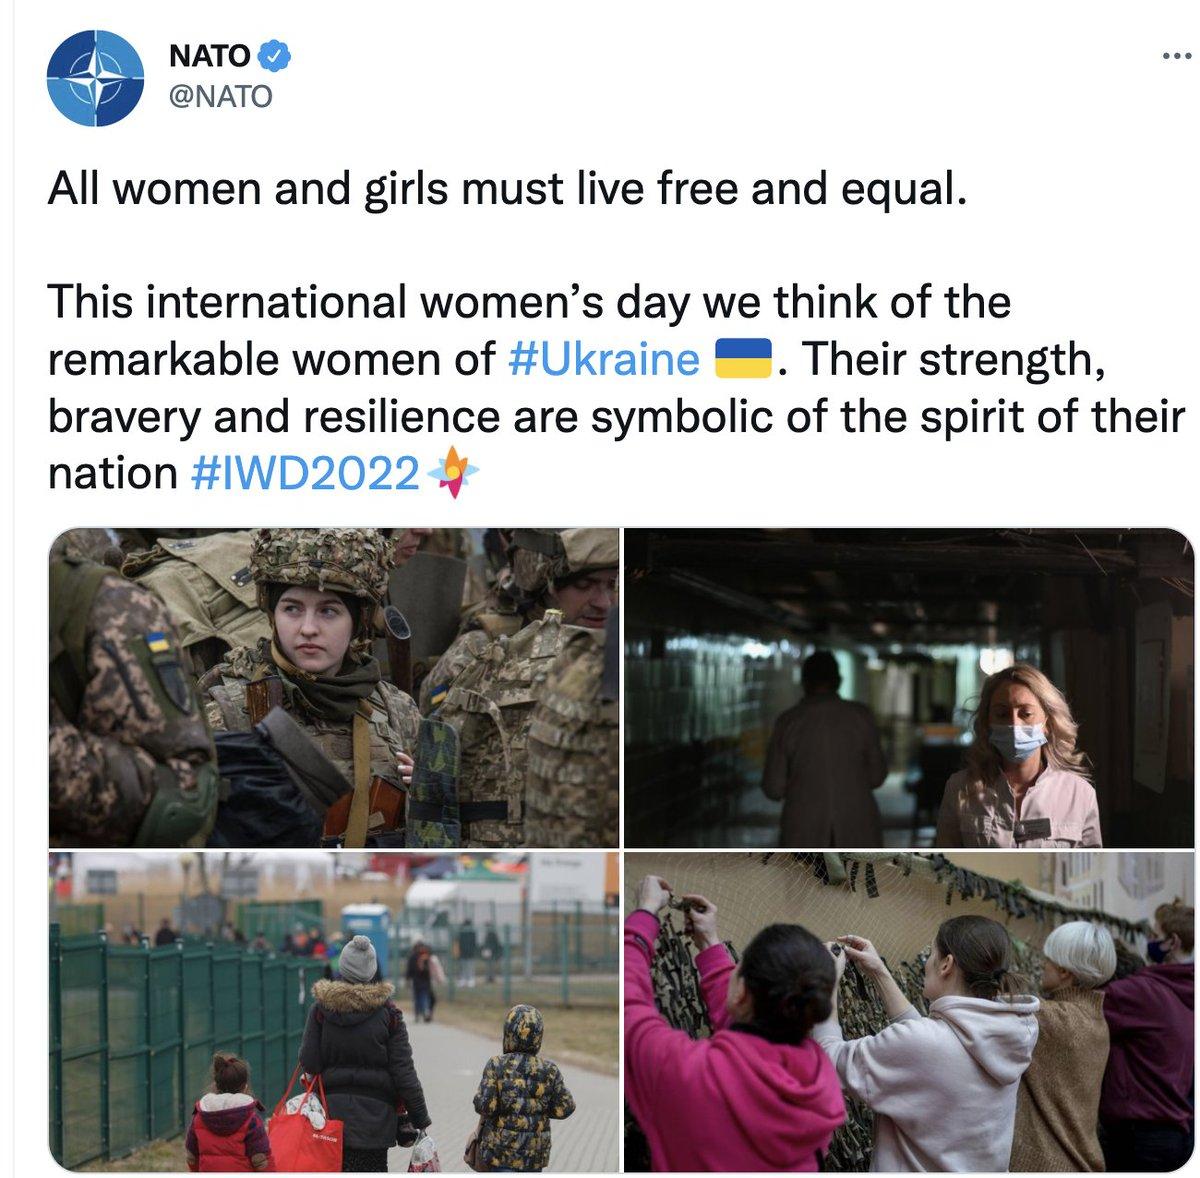 NATO
@NATO
All women and girls must live free and equal.
This international women’s day we think of the
remarkable women of #Ukraine 🇺🇦. Their strength,
bravery and resilience are symbolic of the spirit of their
nation #IWD2022